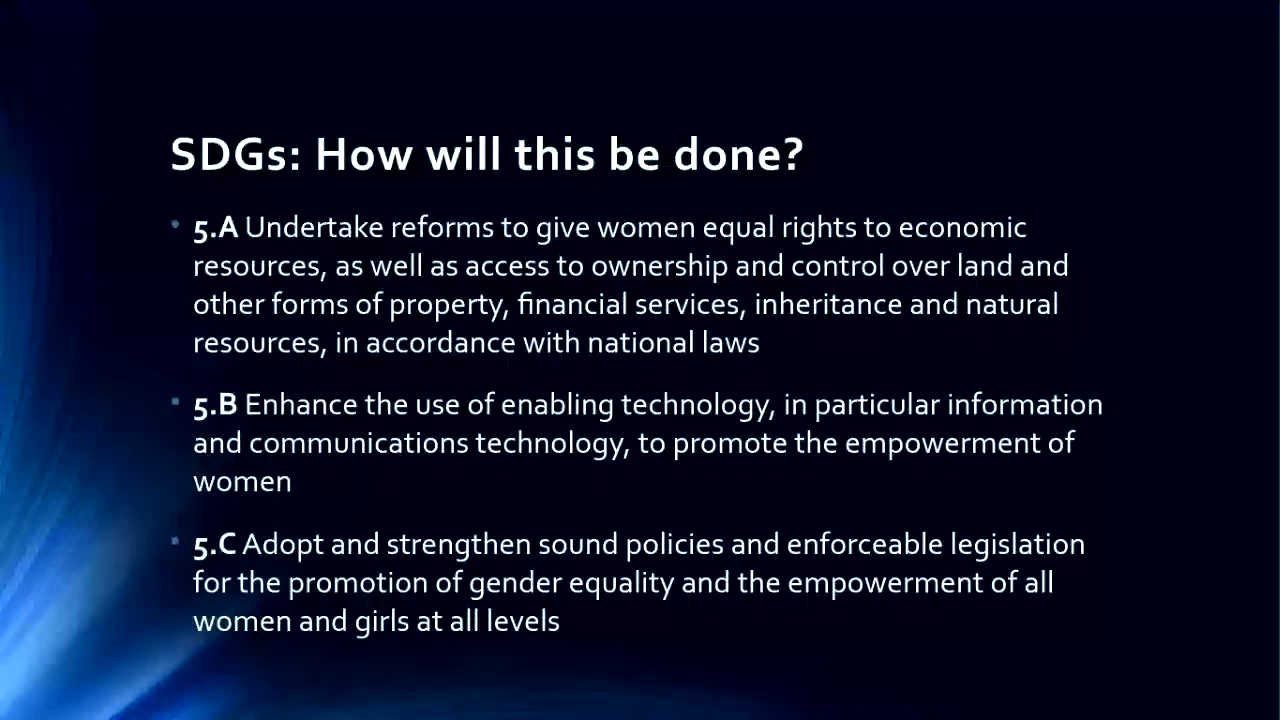 SDGs: How will this be done?
5.A Undertake reforms to give women equal rights to economic
resources, as well as access to ownership and control over land and
other forms of property, financial services, inheritance and natural
resources, in accordance with national laws
5.B Enhance the use of enabling technology, in particular information
and communications technology, to promote the empowerment of
women
5.C Adopt and strengthen sound policies and enforceable legislation
for the promotion of gender equality and the empowerment of all
women and girls at all levels